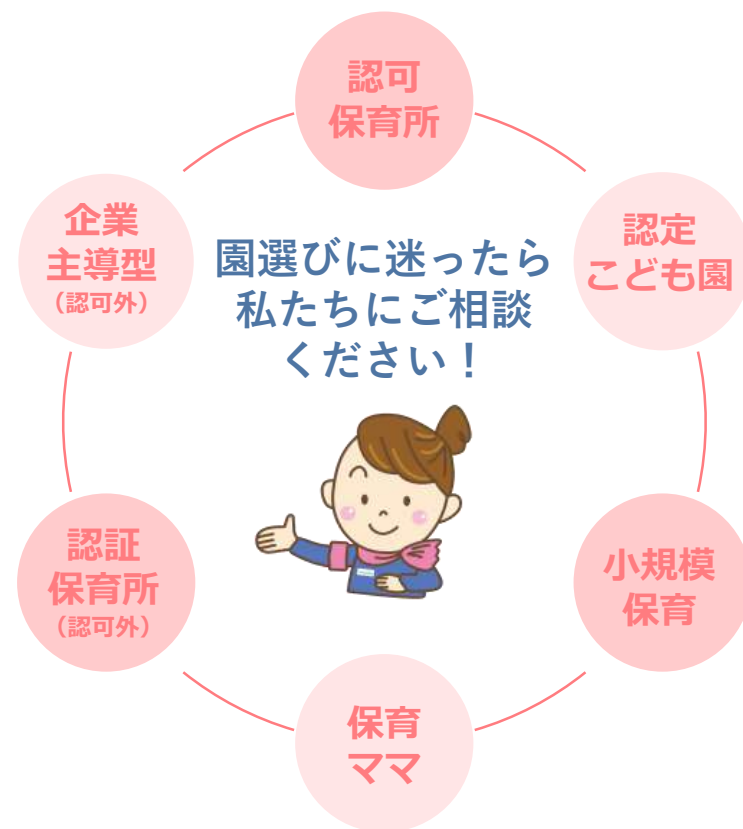 認可
保育所
企業
主導型
（認可外）
園選びに迷ったら
私たちにご相談
ください！
認定
こども園
認証
保育所
（認可外）
小規模
保育
保育
ママ